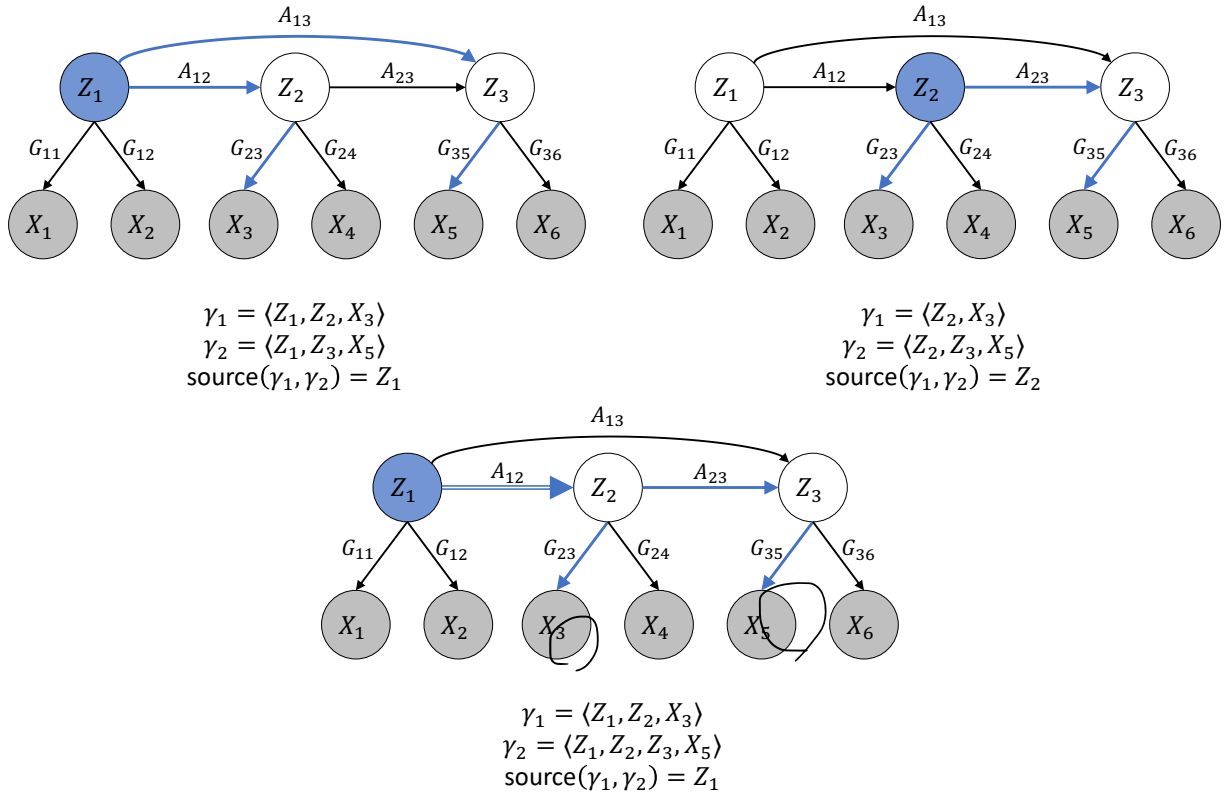 A₁₃
Z₁ A₁₂ Z₂ A₂₃ Z₃
G₁₁ G₁₂ G₂₃ G₂₄ G₃₅ G₃₆
X₁ X₂ X₃ X₄ X₅ X₆
γ₁ = ⟨Z₁, Z₂, X₃⟩
γ₂ = ⟨Z₁, Z₃, X₅⟩
source(γ₁, γ₂) = Z₁
A₁₃
Z₁ A₁₂ Z₂ A₂₃ Z₃
G₁₁ G₁₂ G₂₃ G₂₄ G₃₅ G₃₆
X₁ X₂ X₃ X₄ X₅ X₆
γ₁ = ⟨Z₂, X₃⟩
γ₂ = ⟨Z₂, Z₃, X₅⟩
source(γ₁, γ₂) = Z₂
A₁₃
Z₁ A₁₂ Z₂ A₂₃ Z₃
G₁₁ G₁₂ G₂₃ G₂₄ G₃₅ G₃₆
X₁ X₂ X₃ X₄ X₅ X₆
γ₁ = ⟨Z₁, Z₂, X₃⟩
γ₂ = ⟨Z₁, Z₂, Z₃, X₅⟩
source(γ₁, γ₂) = Z₁